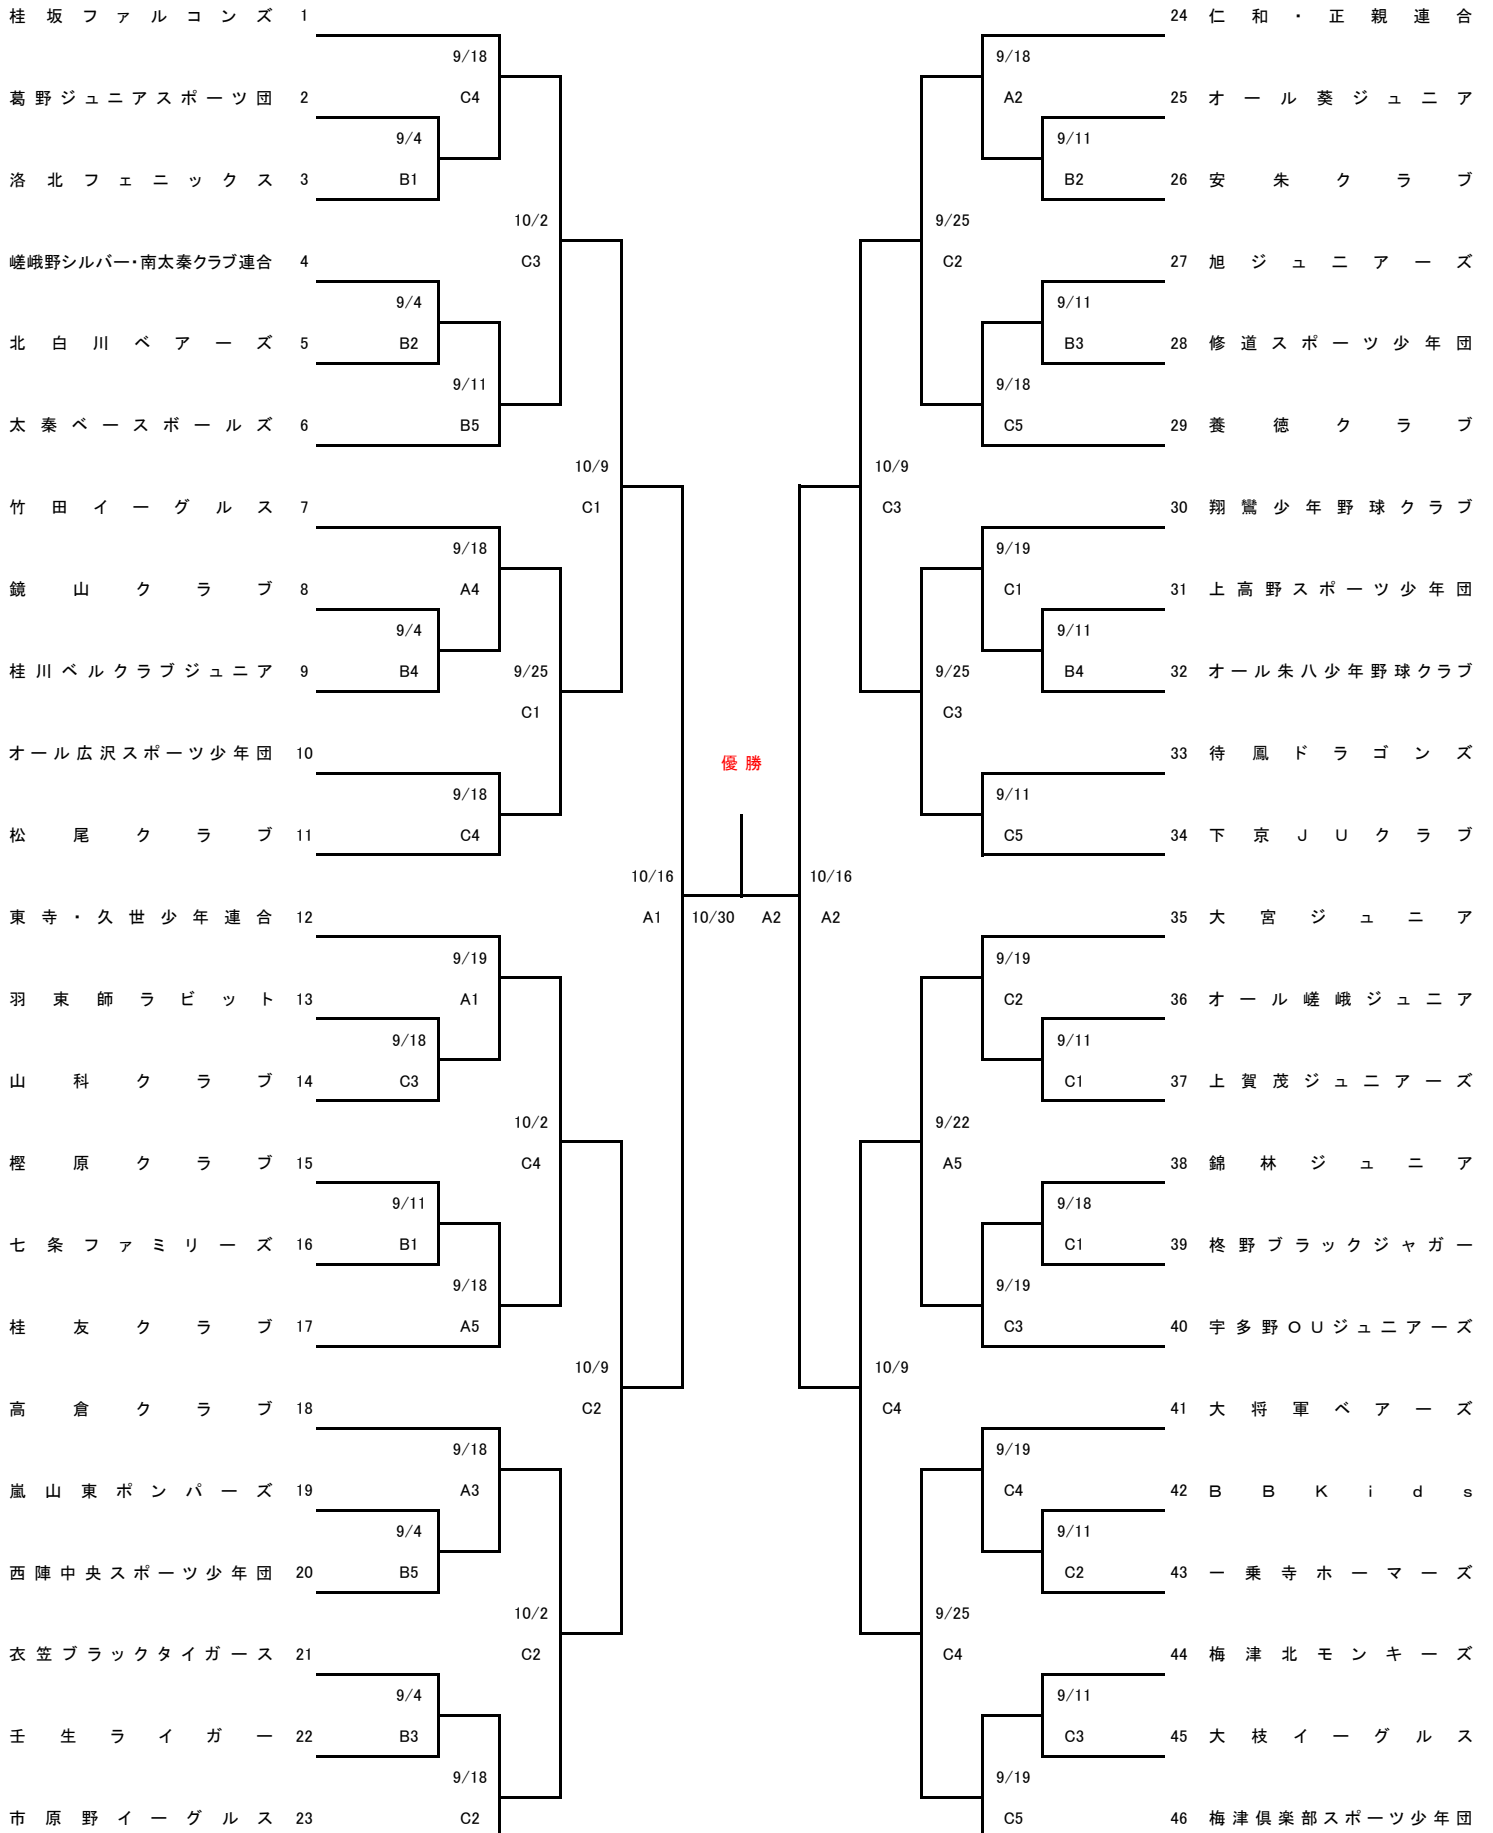 桂坂ファルコンズ 1
9/18
葛野ジュニアスポーツ団 2 C4
9/4
洛北フェニックス 3 B1
10/2
嵯峨野シルバー・南太秦クラブ連合 4 C3
9/4
北白川ベアーズ 5 B2
9/11
太秦ベースボールズ 6 B5
10/9
竹田イーグルス 7 C1
9/18
鏡山クラブ 8 A4
9/4
桂川ベルクラブジュニア 9 B4 9/25
C1
オール広沢スポーツ少年団 10
9/18
松尾クラブ 11 C4
10/16
東寺・久世少年連合 12 A1
9/19
羽束師ラビット 13 A1
9/18
山科クラブ 14 C3
10/2
樫原クラブ 15 C4
9/11
七条ファミリーズ 16 B1
9/18
桂友クラブ 17 A5
10/9
高倉クラブ 18 C2
9/18
嵐山東ポンパーズ 19 A3
9/4
西陣中央スポーツ少年団 20 B5
10/2
衣笠ブラックタイガース 21 C2
9/4
壬生ライガー 22 B3
9/18
市原野イーグルス 23 C2
優勝
10/30 A2
24 仁和・正親連合
9/18
A2 25 オール葵ジュニア
9/11
B2 26 安朱クラブ
9/25
C2 27 旭ジュニアーズ
9/11
B3 28 修道スポーツ少年団
9/18
C5 29 養徳クラブ
10/9
C3 30 翔鸞少年野球クラブ
9/19
C1 31 上高野スポーツ少年団
9/11
9/25 B4 32 オール朱八少年野球クラブ
C3
33 待鳳ドラゴンズ
9/11
C5 34 下京JUクラブ
10/16
A2 35 大宮ジュニア
9/19
C2 36 オール嵯峨ジュニア
9/11
C1 37 上賀茂ジュニアーズ
9/22
A5 38 錦林ジュニア
9/18
C1 39 柊野ブラックジャガー
9/19
C3 40 宇多野OUジュニアーズ
10/9
C4 41 大将軍ベアーズ
9/19
C4 42 BBKids
9/11
C2 43 一乗寺ホーマーズ
9/25
C4 44 梅津北モンキーズ
9/11
C3 45 大枝イーグルス
9/19
C5 46 梅津倶楽部スポーツ少年団